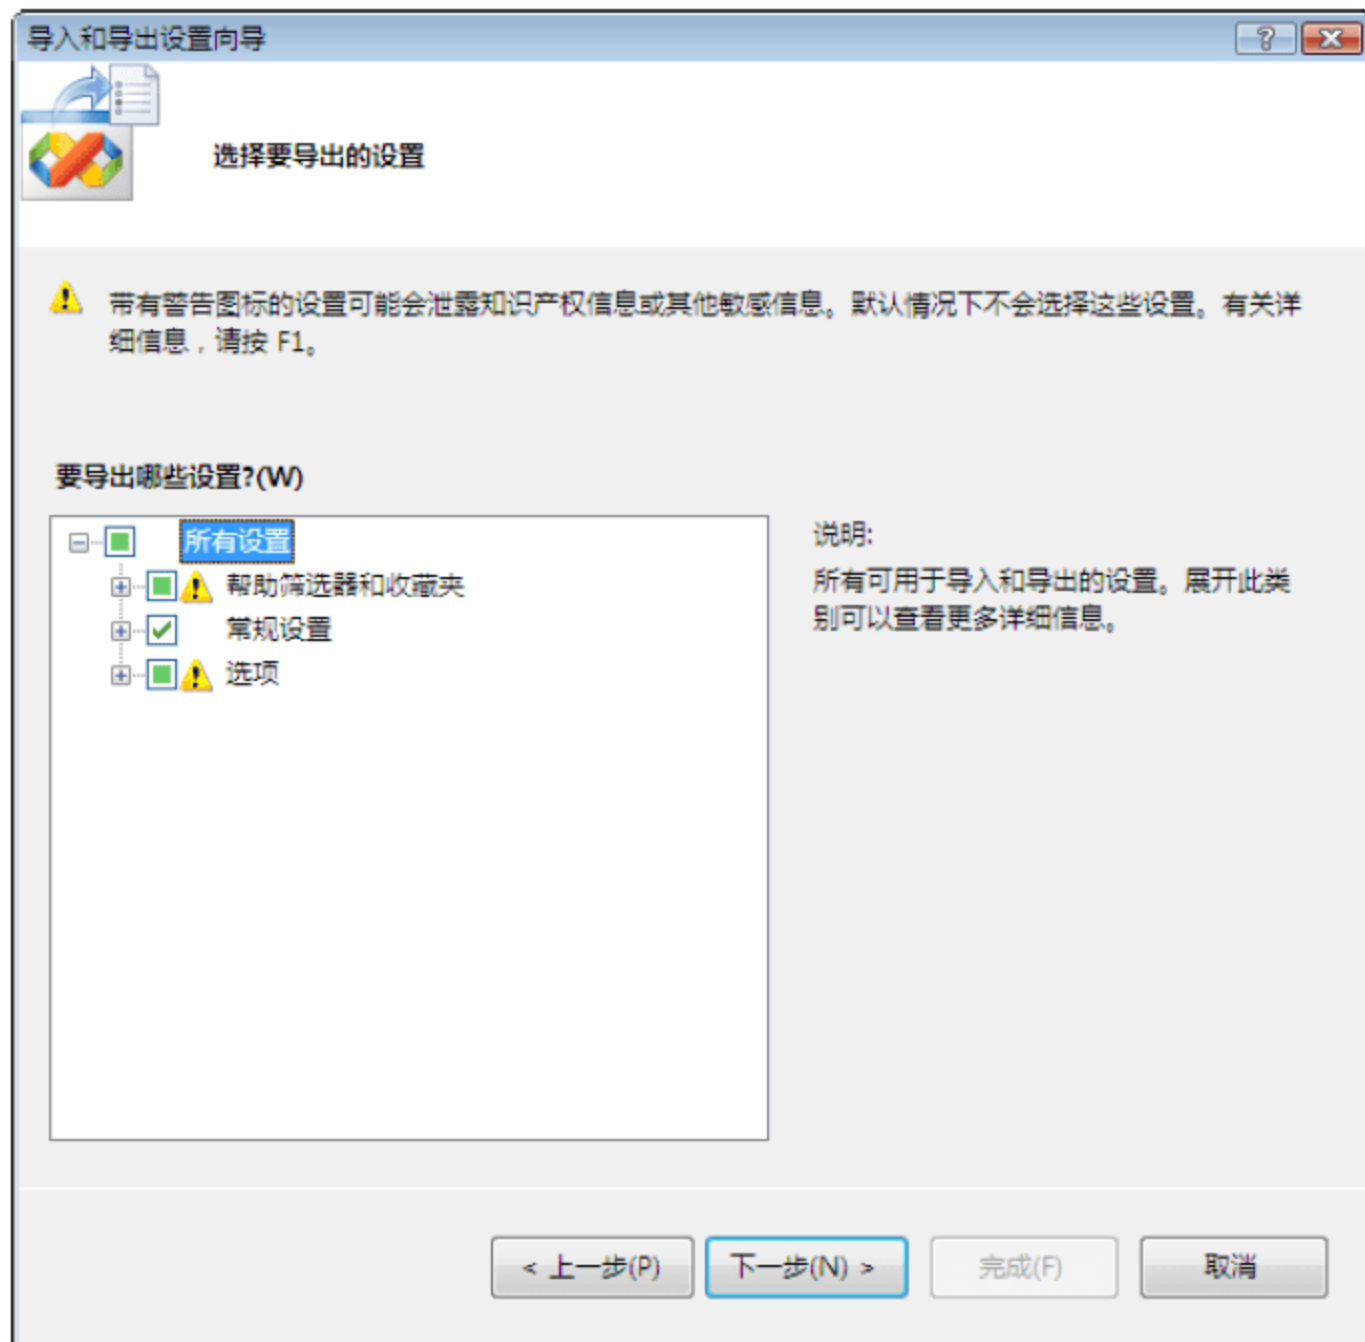 导入和导出设置向导
选择要导出的设置
带有警告图标的设置可能会泄露知识产权信息或其他敏感信息。默认情况下不会选择这些设置。有关详
细信息，请按 F1。
要导出哪些设置?(W)
所有设置
帮助筛选器和收藏夹
常规设置
选项
说明:
所有可用于导入和导出的设置。展开此类
别可以查看更多详细信息。
< 上一步(P)
下一步(N) >
完成(F)
取消